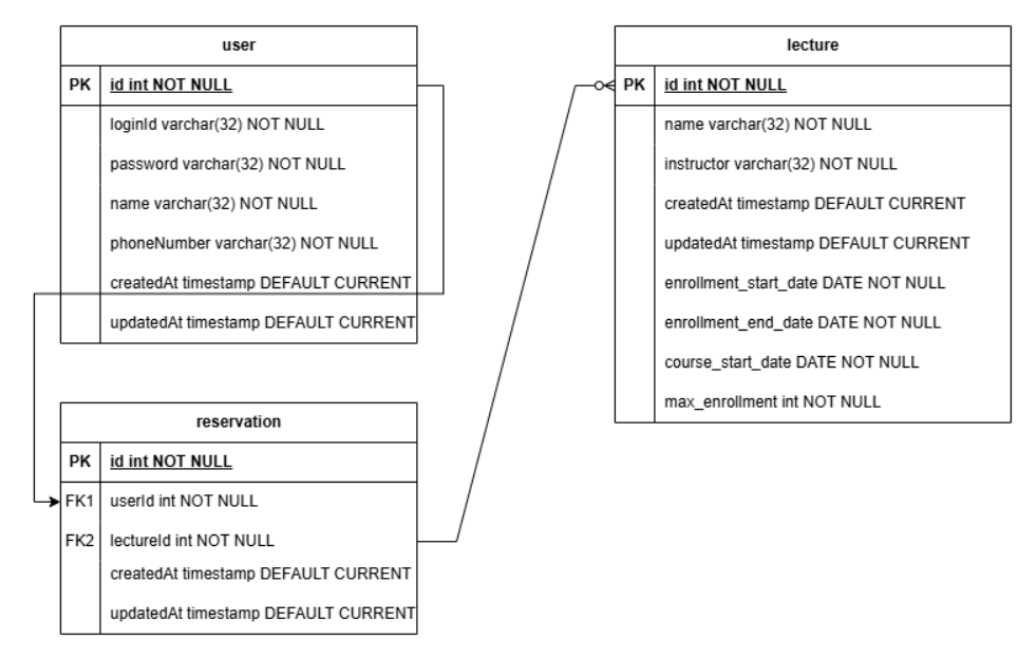 user
PK id int NOT NULL
loginId varchar(32) NOT NULL
password varchar(32) NOT NULL
name varchar(32) NOT NULL
phoneNumber varchar(32) NOT NULL
createdAt timestamp DEFAULT CURRENT
updatedAt timestamp DEFAULT CURRENT
reservation
PK id int NOT NULL
FK1 userId int NOT NULL
FK2 lectureId int NOT NULL
createdAt timestamp DEFAULT CURRENT
updatedAt timestamp DEFAULT CURRENT
lecture
PK id int NOT NULL
name varchar(32) NOT NULL
instructor varchar(32) NOT NULL
createdAt timestamp DEFAULT CURRENT
updatedAt timestamp DEFAULT CURRENT
enrollment_start_date DATE NOT NULL
enrollment_end_date DATE NOT NULL
course_start_date DATE NOT NULL
max_enrollment int NOT NULL